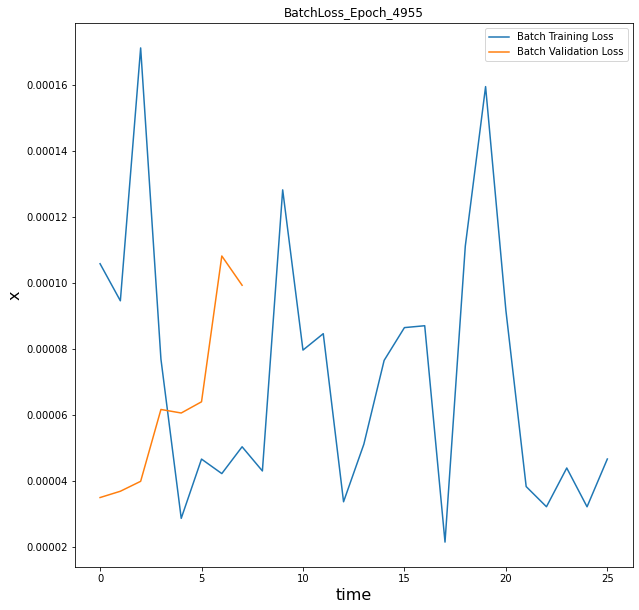 BatchLoss_Epoch_4955
Batch Training Loss
Batch Validation Loss
0.00016
0.00014
0.00012
0.00010
0.00008
0.00006
0.00004
0.00002
x
0 5 10 15 20 25
time